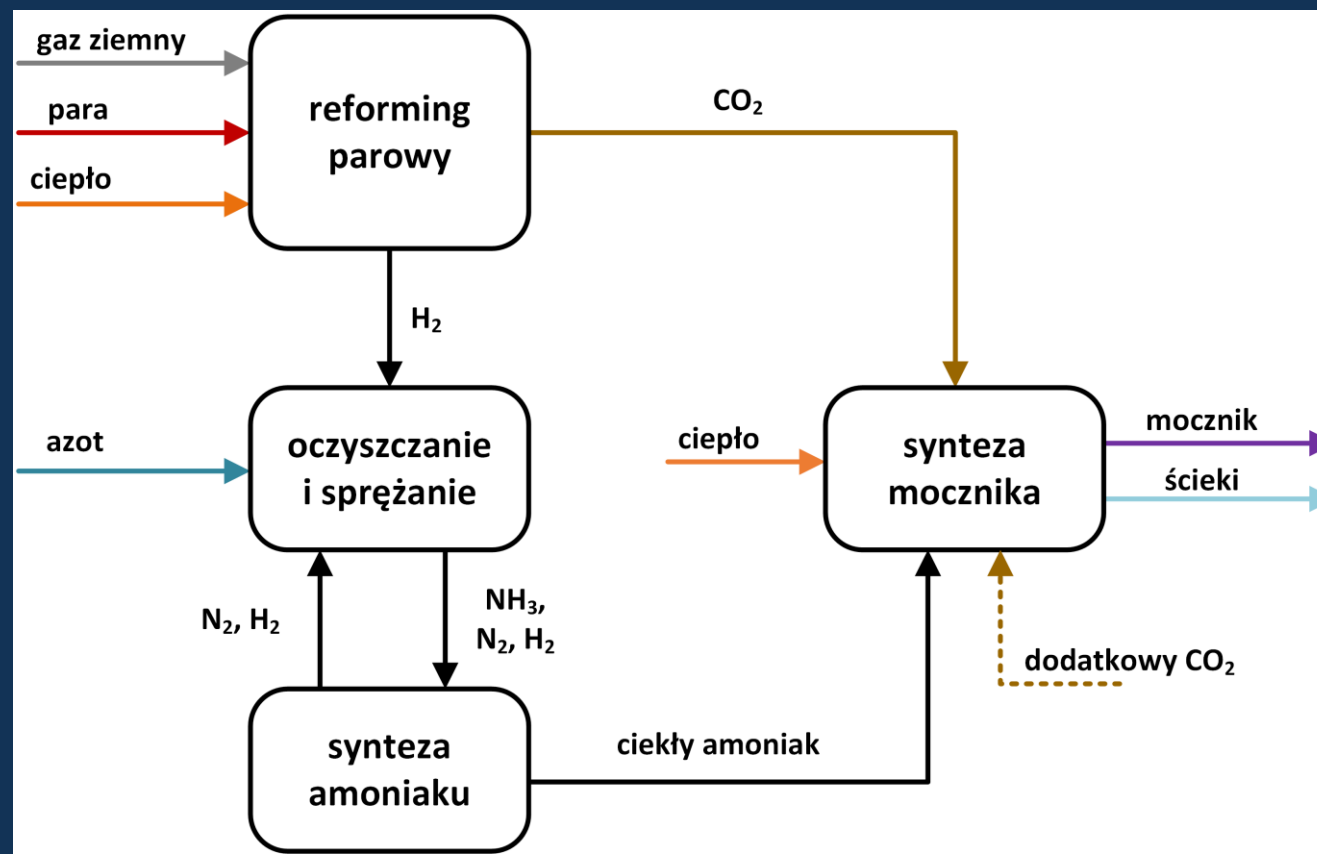 gaz ziemny
para
ciepło
reforming
parowy
CO₂
H₂
azot
oczyszczanie
i sprężanie
ciepło
synteza
mocznika
mocznik
ścieki
N₂, H₂
NH₃,
N₂, H₂
dodatkowy CO₂
synteza
amoniaku
ciekły amoniak